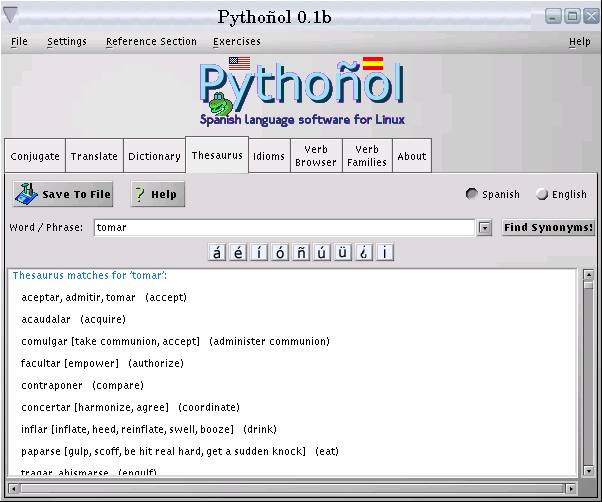 Pythoñol 0.1b
File Settings Reference Section Exercises Help
Pythoñol
Spanish language software for Linux
Conjugate Translate Dictionary Thesaurus Idioms Verb Browser Verb Families About
Save To File Help Spanish English
Word / Phrase: tomar Find Synonyms!
á é í ó ñ ú ü ¿ ¡
Thesaurus matches for 'tomar':
aceptar, admitir, tomar (accept)
acaudalar (acquire)
comulgar [take communion, accept] (administer communion)
facultar [empower] (authorize)
contraponer (compare)
concertar [harmonize, agree] (coordinate)
inflar [inflate, heed, reinflate, swell, booze] (drink)
paparse [gulp, scoff, be hit real hard, get a sudden knock] (eat)
tragar, abismarse (engulf)